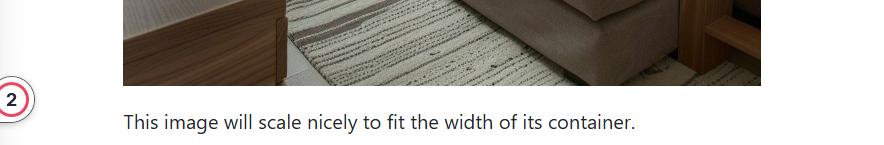 2
This image will scale nicely to fit the width of its container.